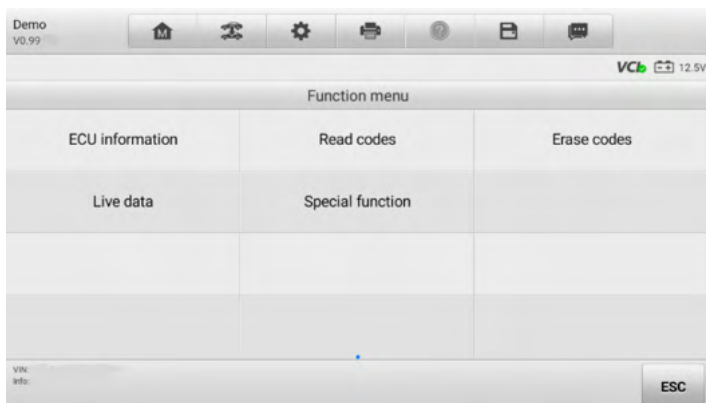 Demo
V0.99
M
VCI 12.5V
Function menu
ECU information Read codes Erase codes
Live data Special function
VIN:
Info:
ESC